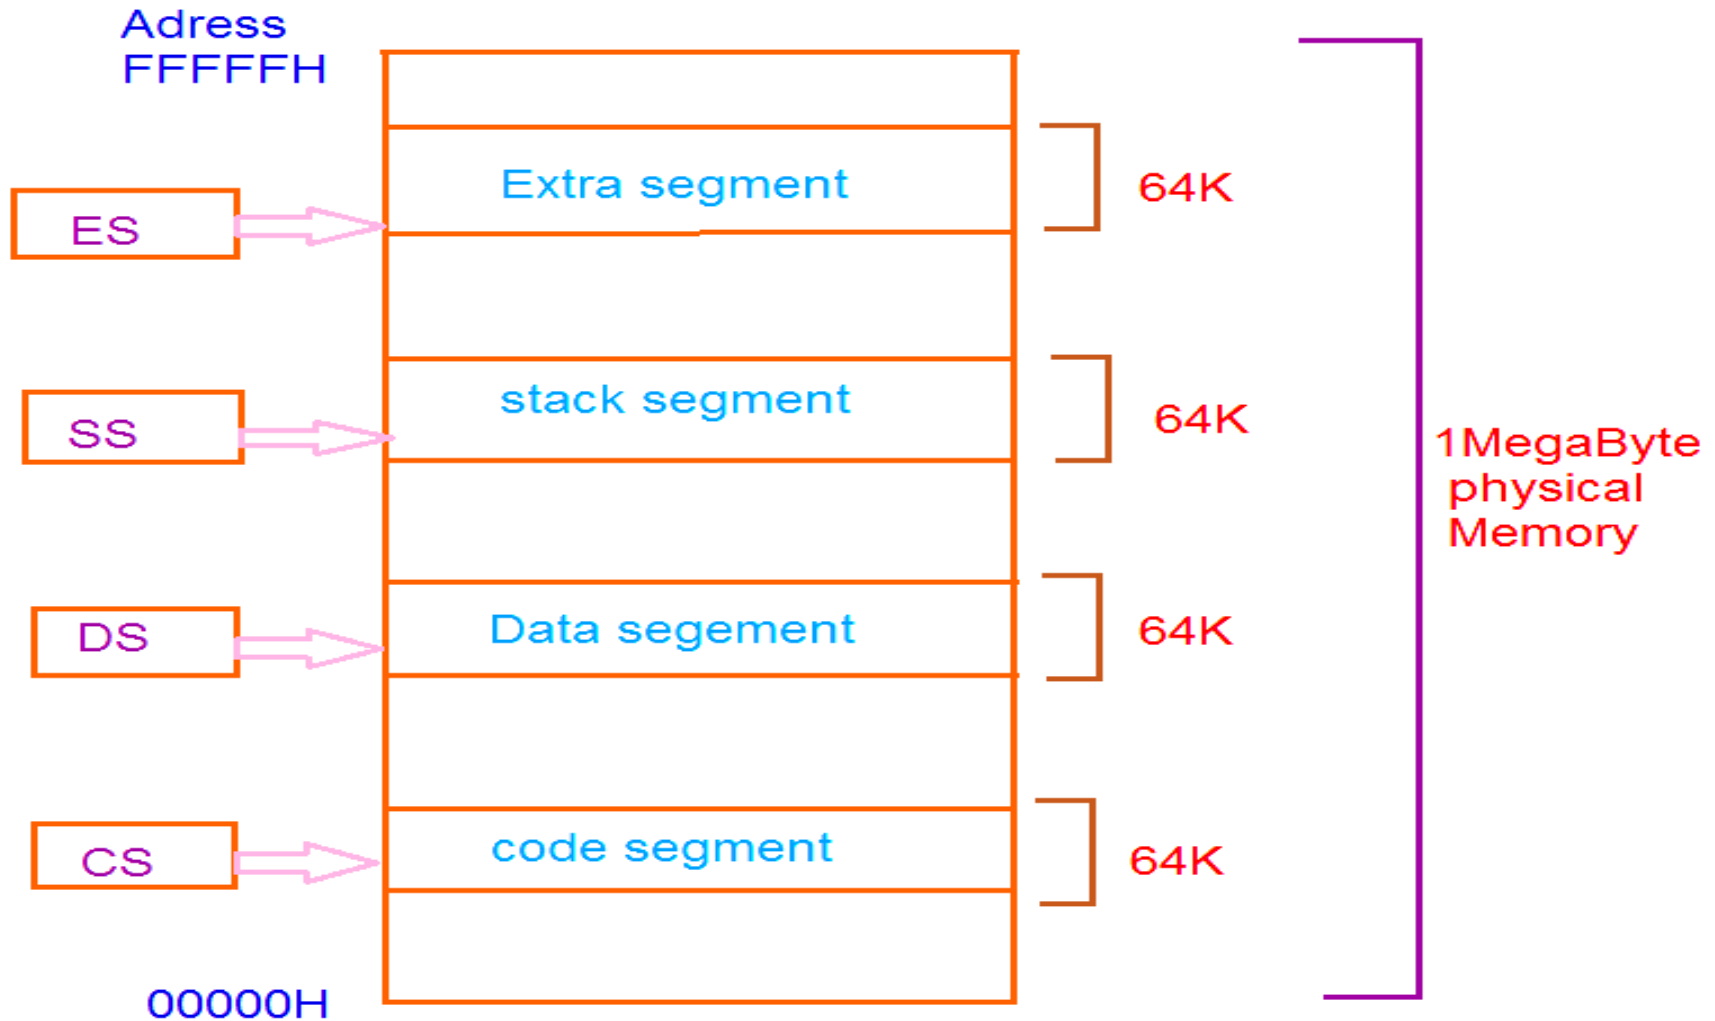 Adress
FFFFFH
Extra segment
64K
ES
stack segment
64K
SS
1MegaByte
physical
Memory
Data segement
64K
DS
code segment
64K
CS
00000H